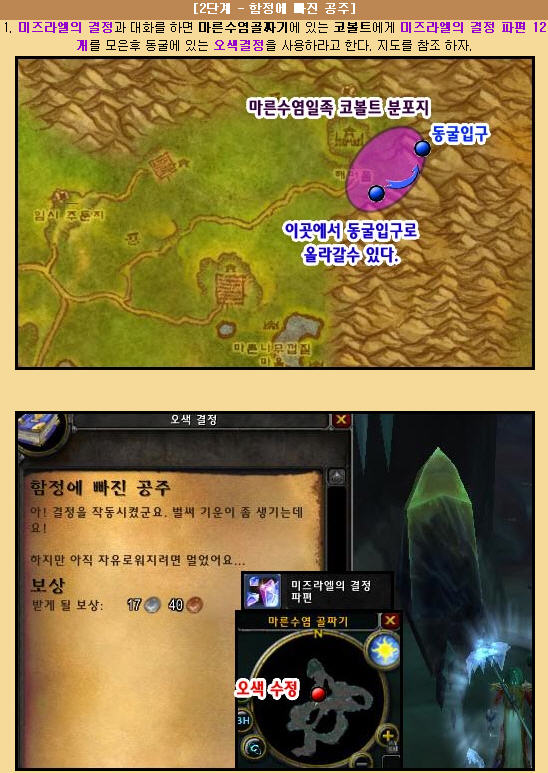 [2단계 - 함정에 빠진 공주]
1. 미즈라엘의 결정과 대화를 하면 마른수염골짜기에 있는 코볼트에게 미즈라엘의 결정 파편 12
개를 모은후 동굴에 있는 오색결정을 사용하라고 한다. 지도를 참조 하자.
마른수염일족 코볼트 분포지
동굴입구
임시 주둔지
이곳에서 동굴입구로
올라갈수 있다.
마른나무껍질
마을
오색 결정
함정에 빠진 공주
아! 결정을 작동시켰군요. 벌써 기운이 좀 생기는데
요!
하지만 아직 자유로워지려면 멀었어요...
보상
받게 될 보상: 17 40
미즈라엘의 결정
파편
마른수염 골짜기
N
오색 수정